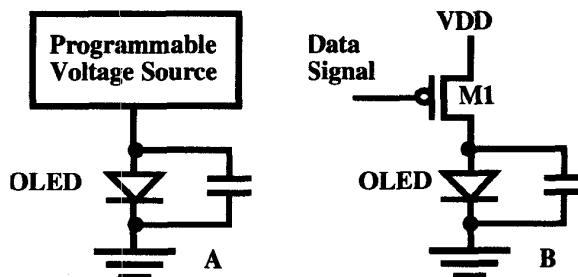 Programmable
Voltage Source
OLED
A
VDD
Data
Signal
M1
OLED
B